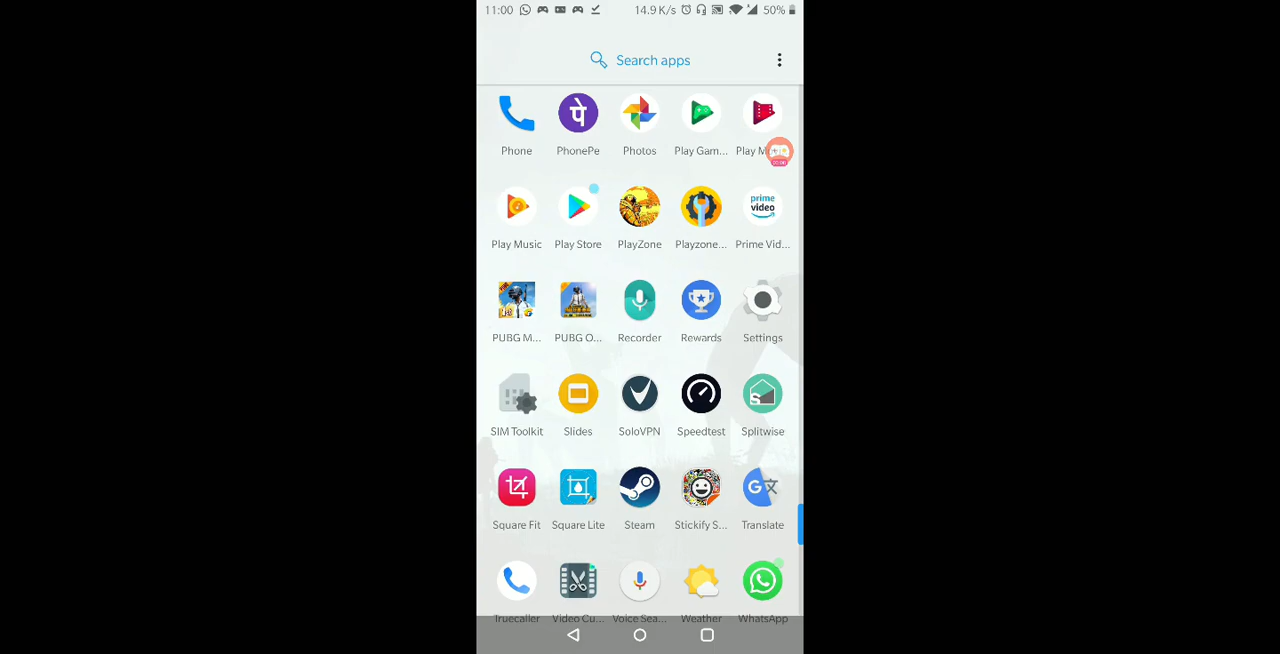 11:00 14.9 K/s 50%
Search apps
Phone PhonePe Photos Play Gam... Play M
Play Music Play Store PlayZone Playzone... Prime Vid...
prime video
PUBG M... PUBG O... Recorder Rewards Settings
SIM Toolkit Slides SoloVPN Speedtest Splitwise
Square Fit Square Lite Steam Stickify S... Translate
Truecaller Video Cu... Voice Sea... Weather WhatsApp
पे